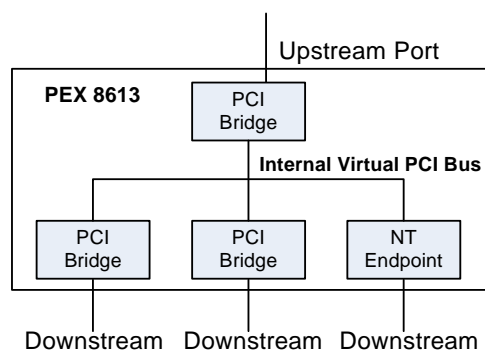 Upstream Port
PEX 8613
PCI
Bridge
Internal Virtual PCI Bus
PCI
Bridge
PCI
Bridge
NT
Endpoint
Downstream Downstream Downstream